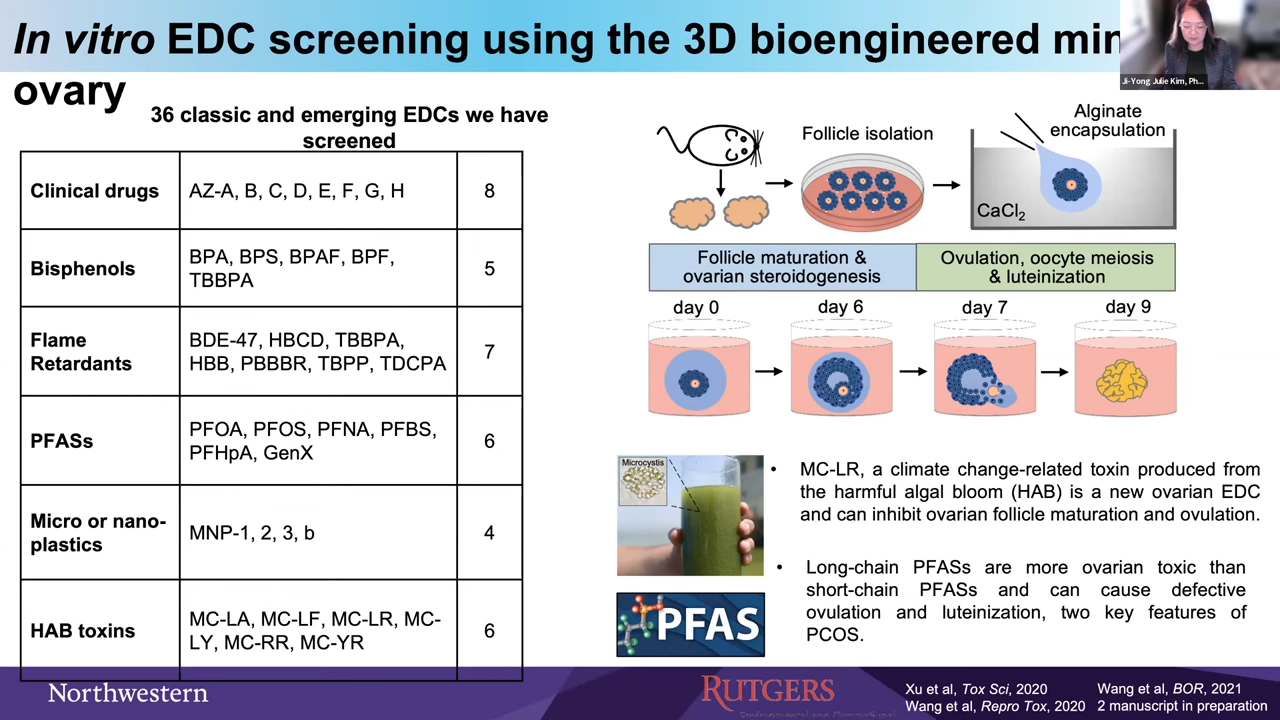 In vitro EDC screening using the 3D bioengineered
ovary
Ji-Yong Julie Kim, Ph...
36 classic and emerging EDCs we have
screened
Clinical drugs
AZ-A, B, C, D, E, F, G, H
8
Bisphenols
BPA, BPS, BPAF, BPF,
TBBPA
5
Flame
Retardants
BDE-47, HBCD, TBBPA,
HBB, PBBBR, TBPP, TDCPA
7
PFASs
PFOA, PFOS, PFNA, PFBS,
PFHpA, GenX
6
Micro or nano-
plastics
MNP-1, 2, 3, b
4
HAB toxins
MC-LA, MC-LF, MC-LR, MC-
LY, MC-RR, MC-YR
6
Follicle isolation
Alginate
encapsulation
CaCl2
Follicle maturation &
ovarian steroidogenesis
Ovulation, oocyte meiosis
& luteinization
day 0
day 6
day 7
day 9
Microcystis
• MC-LR, a climate change-related toxin produced from
the harmful algal bloom (HAB) is a new ovarian EDC
and can inhibit ovarian follicle maturation and ovulation.
PFAS
• Long-chain PFASs are more ovarian toxic than
short-chain PFASs and can cause defective
ovulation and luteinization, two key features of
PCOS.
Northwestern
RUTGERS
Xu et al, Tox Sci, 2020
Wang et al, Repro Tox, 2020
Wang et al, BOR, 2021
2 manuscript in preparation